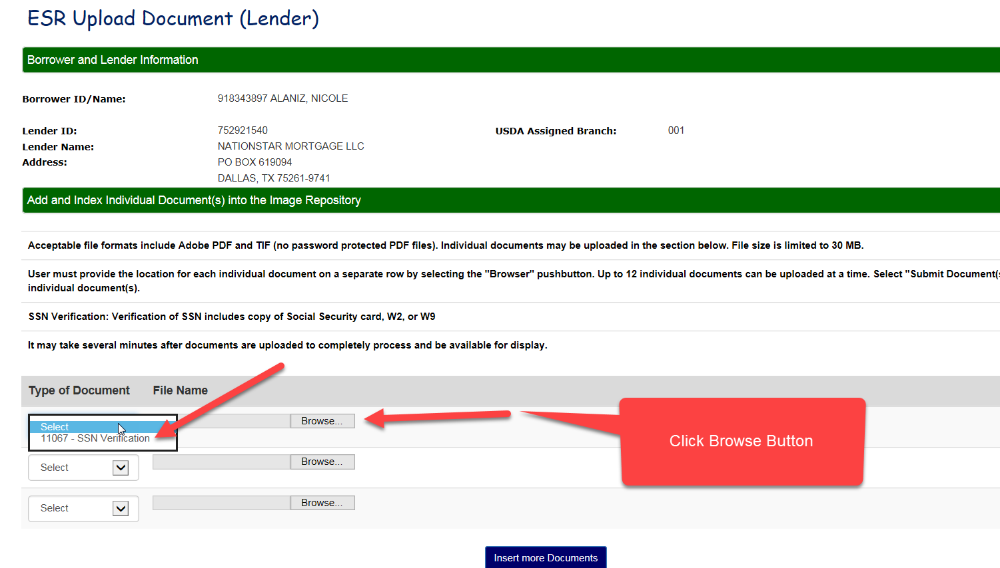 ESR Upload Document (Lender)
Borrower and Lender Information
Borrower ID/Name: 918343897 ALANIZ, NICOLE
Lender ID: 752921540 USDA Assigned Branch: 001
Lender Name: NATIONSTAR MORTGAGE LLC
Address: PO BOX 619094
DALLAS, TX 75261-9741
Add and Index Individual Document(s) into the Image Repository
Acceptable file formats include Adobe PDF and TIF (no password protected PDF files). Individual documents may be uploaded in the section below. File size is limited to 30 MB.
User must provide the location for each individual document on a separate row by selecting the "Browser" pushbutton. Up to 12 individual documents can be uploaded at a time. Select "Submit Document(s
individual document(s).
SSN Verification: Verification of SSN includes copy of Social Security card, W2, or W9
It may take several minutes after documents are uploaded to completely process and be available for display.
Type of Document File Name
Select Browse...
11067 - SSN Verification
Click Browse Button
Select Browse...
Select Browse...
Insert more Documents